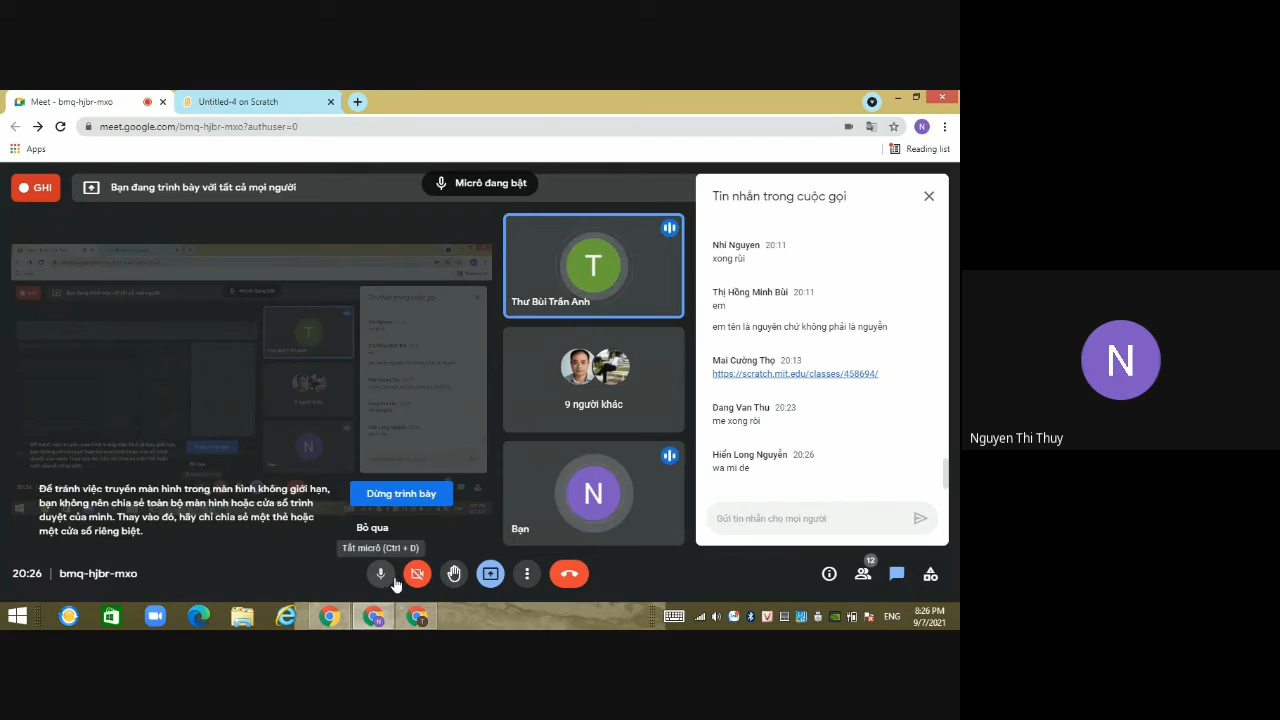 Meet - bmq-hjbr-mxo
Untitled-4 on Scratch
meet.google.com/bmq-hjbr-mxo?authuser=0
N
Apps
Reading list
GHI
Bạn đang trình bày với tất cả mọi người
Micrô đang bật
Tin nhắn trong cuộc gọi
Nhi Nguyen 20:11
xong rùi
Thị Hồng Minh Bùi 20:11
em
em tên là nguyên chứ không phải là nguyễn
Mai Cường Thọ 20:13
https://scratch.mit.edu/classes/458694/
Dang Van Thu 20:23
me xong rồi
Hiển Long Nguyễn 20:26
wa mi de
Gửi tin nhắn cho mọi người
T
Thư Bùi Trần Anh
9 người khác
N
Bạn
Để tránh việc truyền màn hình trong màn hình không giới hạn,
bạn không nên chia sẻ toàn bộ màn hình hoặc cửa sổ trình
duyệt của mình. Thay vào đó, hãy chỉ chia sẻ một thẻ hoặc
một cửa sổ riêng biệt.
Dừng trình bày
Bỏ qua
Tắt micrô (Ctrl + D)
20:26 | bmq-hjbr-mxo
12
ENG
8:26 PM
9/7/2021
N
Nguyen Thi Thuy